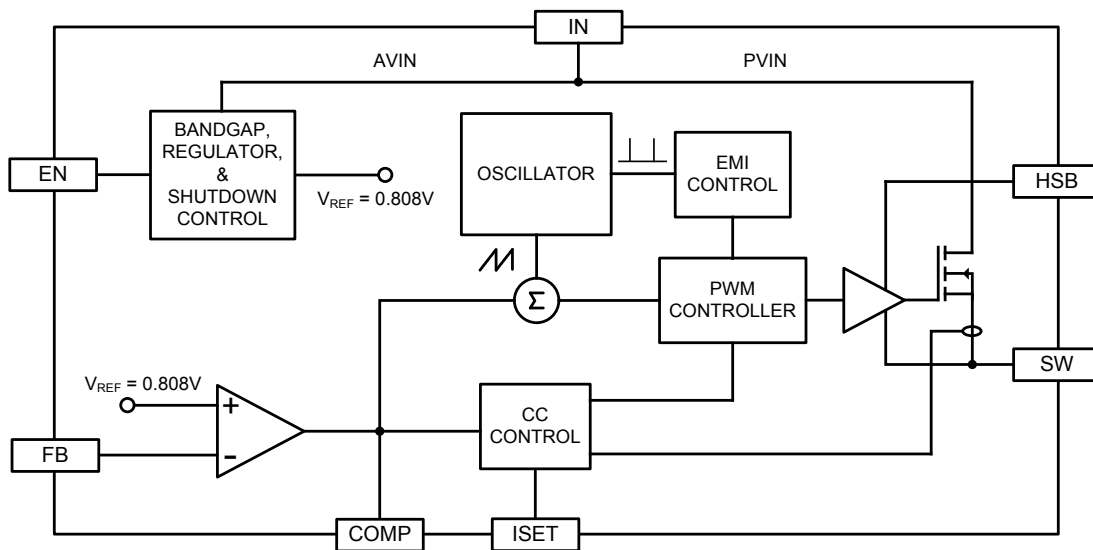 IN
AVIN
PVIN
BANDGAP,
REGULATOR,
&
SHUTDOWN
CONTROL
OSCILLATOR
EMI
CONTROL
EN
HSB
VREF = 0.808V
Σ
PWM
CONTROLLER
SW
VREF = 0.808V
+
-
CC
CONTROL
FB
COMP
ISET